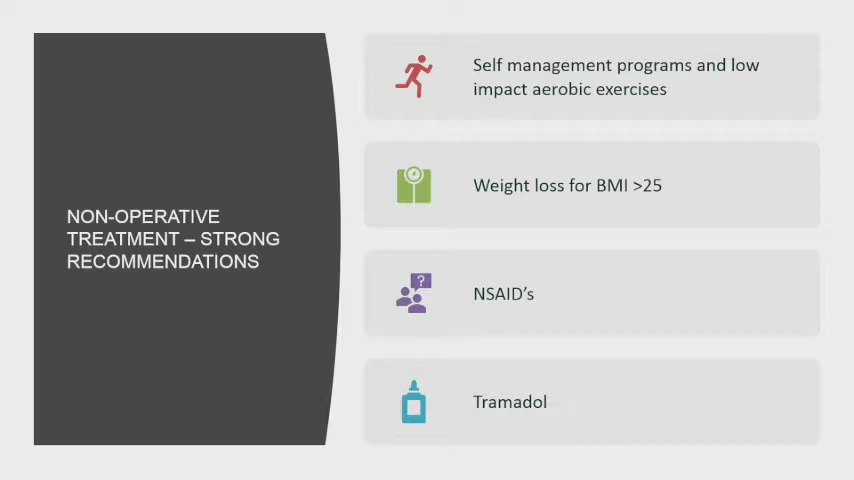 NON-OPERATIVE
TREATMENT – STRONG
RECOMMENDATIONS
Self management programs and low
impact aerobic exercises
Weight loss for BMI >25
?
NSAID’s
Tramadol